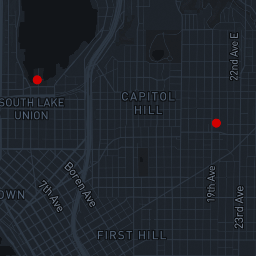 22nd Ave E
SOUTH LAKE
UNION
CAPITOL
HILL
19th Ave
23rd Ave
Boren Ave
7th Ave
OWN
FIRST HILL